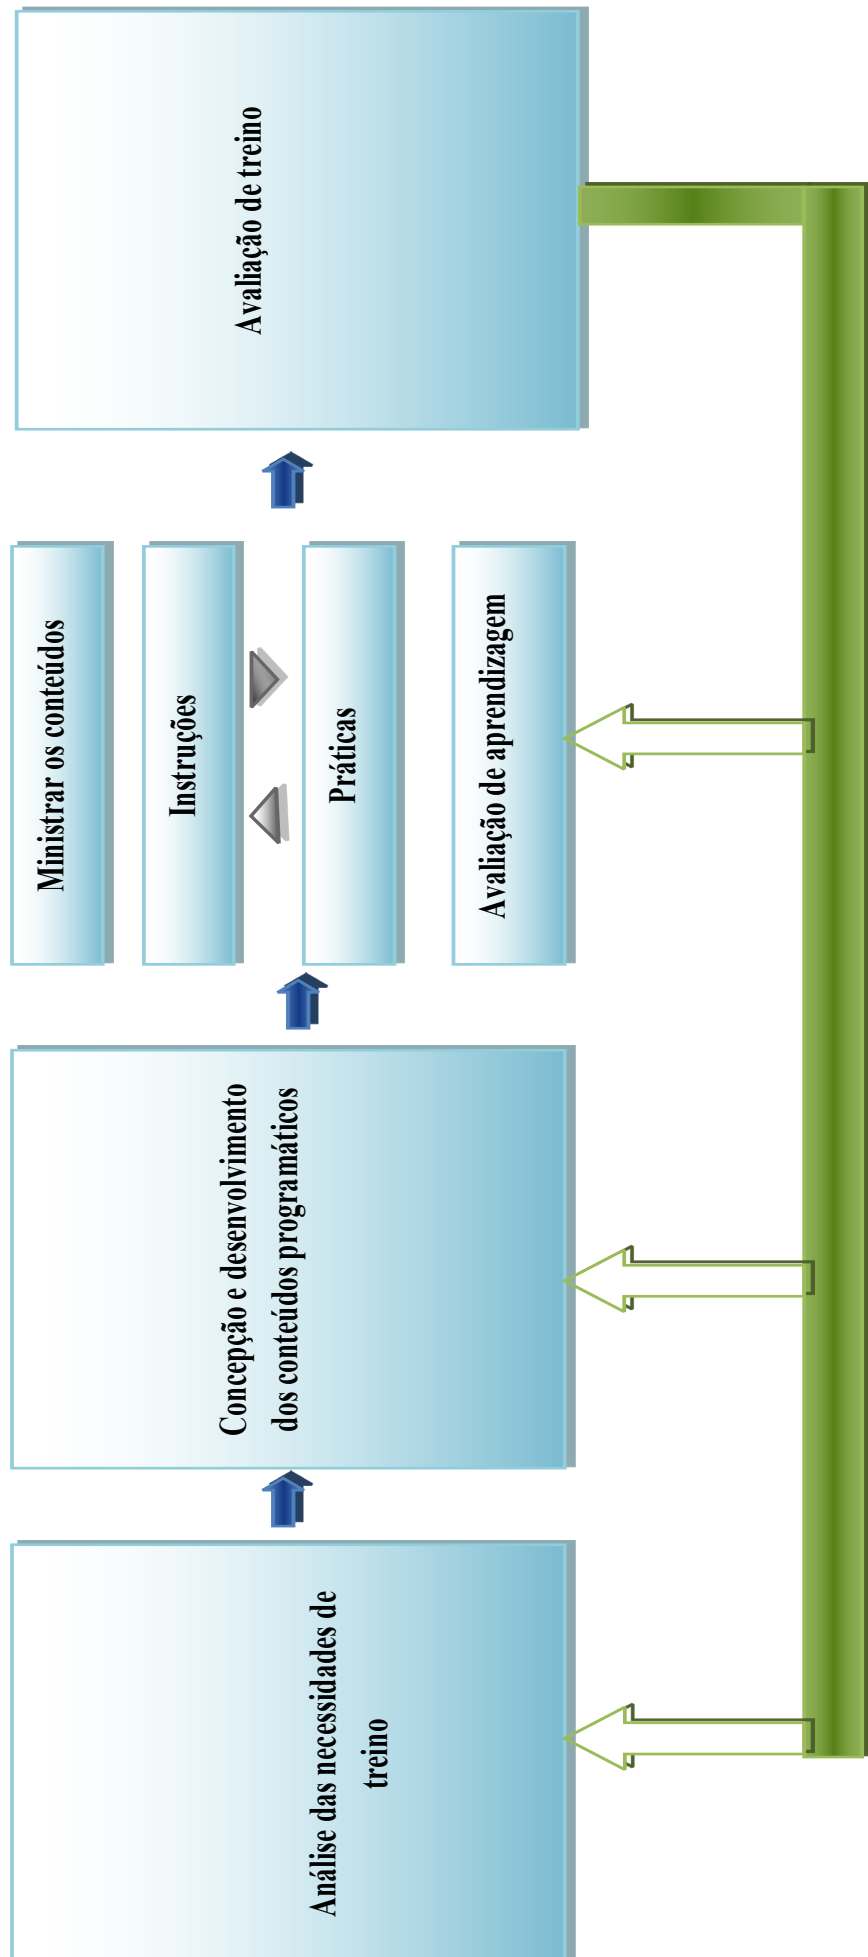 Análise das necessidades de
treino
Concepção e desenvolvimento
dos conteúdos programáticos
Ministrar os conteúdos
Instruções
Práticas
Avaliação de aprendizagem
Avaliação de treino